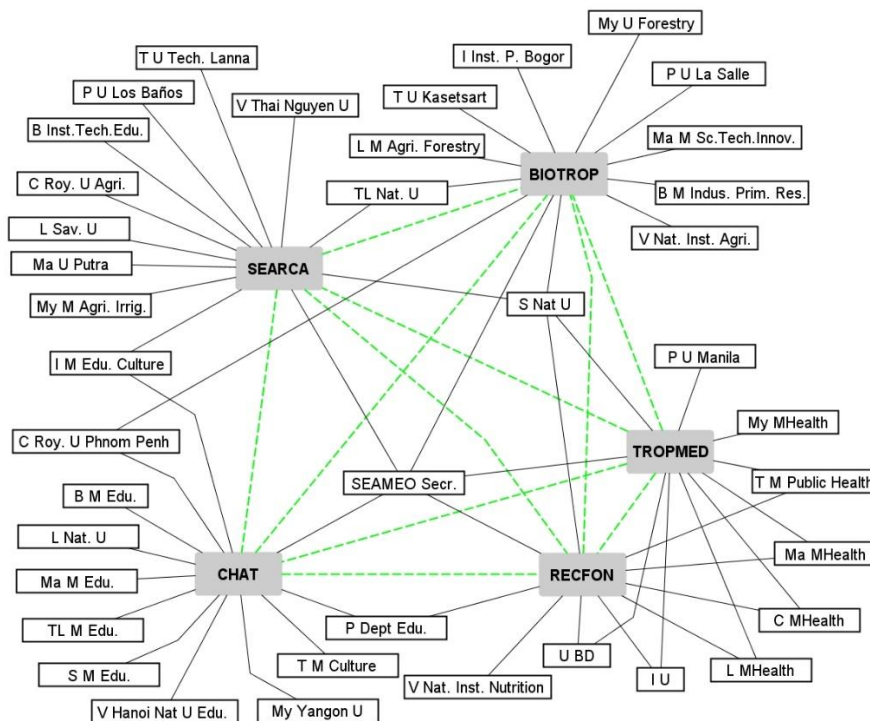 My U Forestry
I Inst. P. Bogor
T U Tech. Lanna
P U La Salle
P U Los Baños
T U Kasetsart
V Thai Nguyen U
B Inst.Tech.Edu.
Ma M Sc.Tech.Innov.
L M Agri. Forestry
BIOTROP
C Roy. U Agri.
TL Nat. U
B M Indus. Prim. Res.
L Sav. U
V Nat. Inst. Agri.
Ma U Putra
SEARCA
My M Agri. Irrig.
S Nat U
I M Edu. Culture
P U Manila
My MHealth
C Roy. U Phnom Penh
TROPMED
SEAMEO Secr.
T M Public Health
B M Edu.
L Nat. U
Ma MHealth
CHAT
RECFON
Ma M Edu.
C MHealth
TL M Edu.
P Dept Edu.
U BD
T M Culture
L MHealth
S M Edu.
I U
V Nat. Inst. Nutrition
V Hanoi Nat U Edu.
My Yangon U